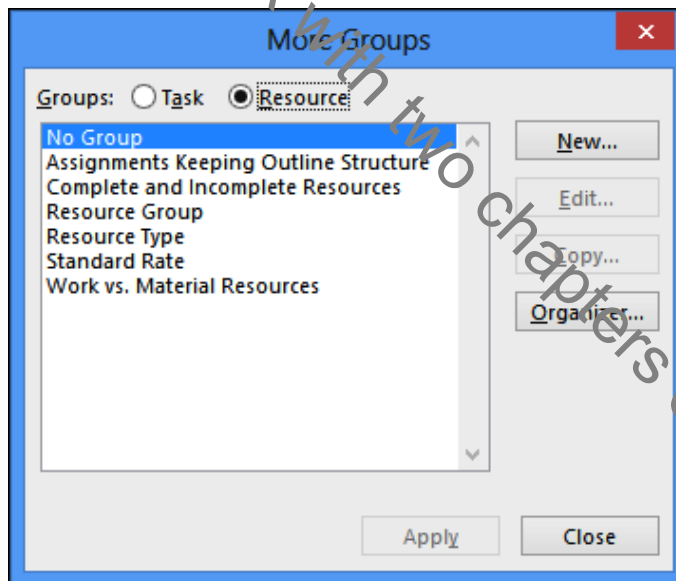 More Groups
Groups: Task Resource
No Group
Assignments Keeping Outline Structure
Complete and Incomplete Resources
Resource Group
Resource Type
Standard Rate
Work vs. Material Resources
New...
Edit...
Copy...
Organizer...
Apply
Close
with two chapters